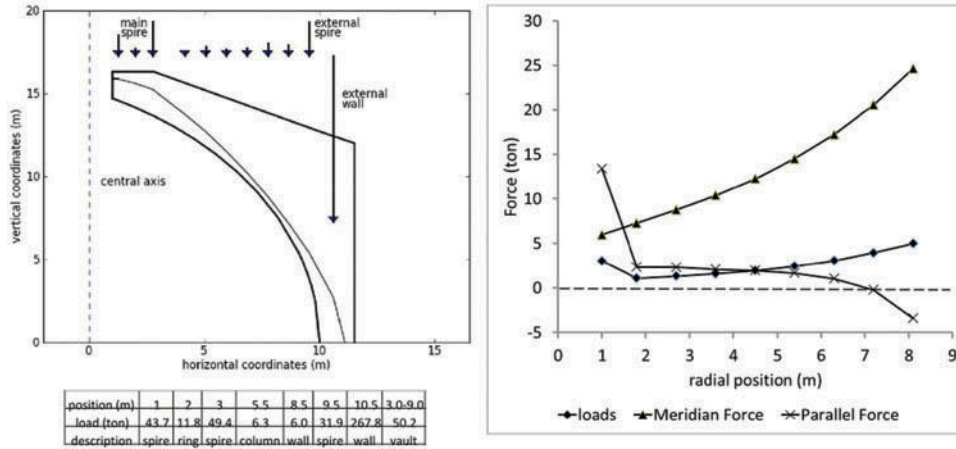 20
15
10
5
0
vertical coordinates (m)
main
spire
external
spire
external
wall
central axis
0 5 10 15
horizontal coordinates (m)
position (m) 1 2 3 5.5 8.5 9.5 10.5 3.0-9.0
load (ton) 43.7 11.8 49.4 6.3 6.0 31.9 267.8 50.2
description spire ring spire column wall spire wall vault
30
25
20
15
10
5
0
-5
Force (ton)
0 1 2 3 4 5 6 7 8 9
radial position (m)
loads Meridian Force Parallel Force